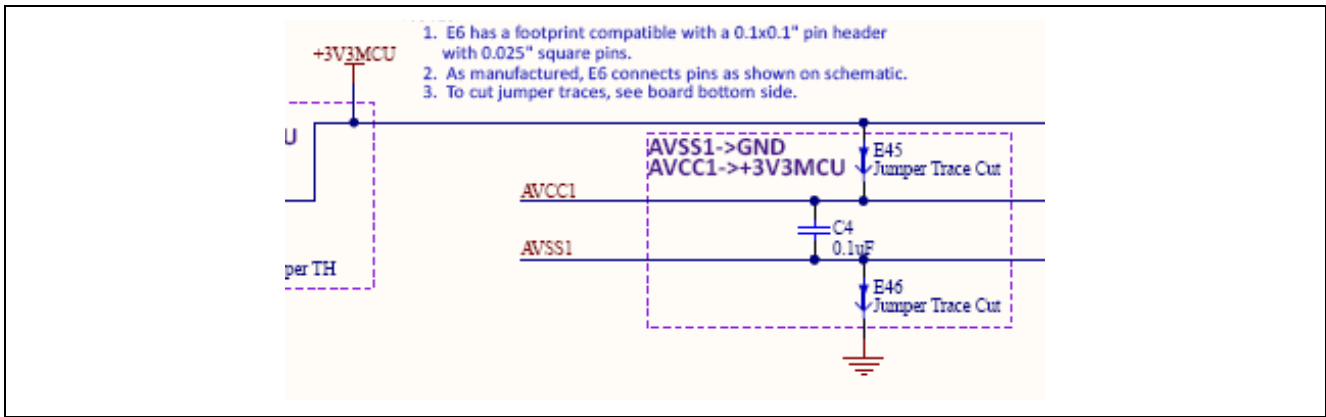 1. E6 has a footprint compatible with a 0.1x0.1" pin header
with 0.025" square pins.
2. As manufactured, E6 connects pins as shown on schematic.
3. To cut jumper traces, see board bottom side.
+3V3MCU
U
AVSS1->GND
AVCC1->+3V3MCU
E45
Jumper Trace Cut
AVCC1
C4
0.1uF
AVSS1
per TH
E46
Jumper Trace Cut